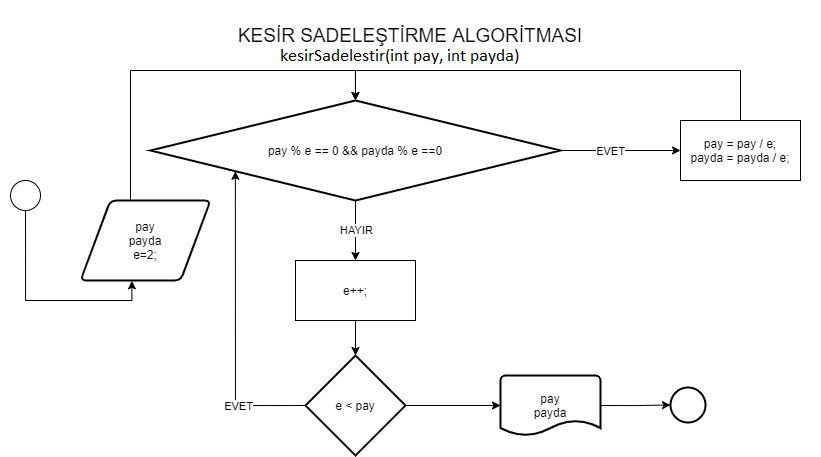 KESİR SADELEŞTİRME ALGORİTMASI
kesirSadelestir(int pay, int payda)
pay % e == 0 && payda % e ==0
EVET
pay = pay / e;
payda = payda / e;
pay
payda
e=2;
HAYIR
e++;
e < pay
EVET
pay
payda